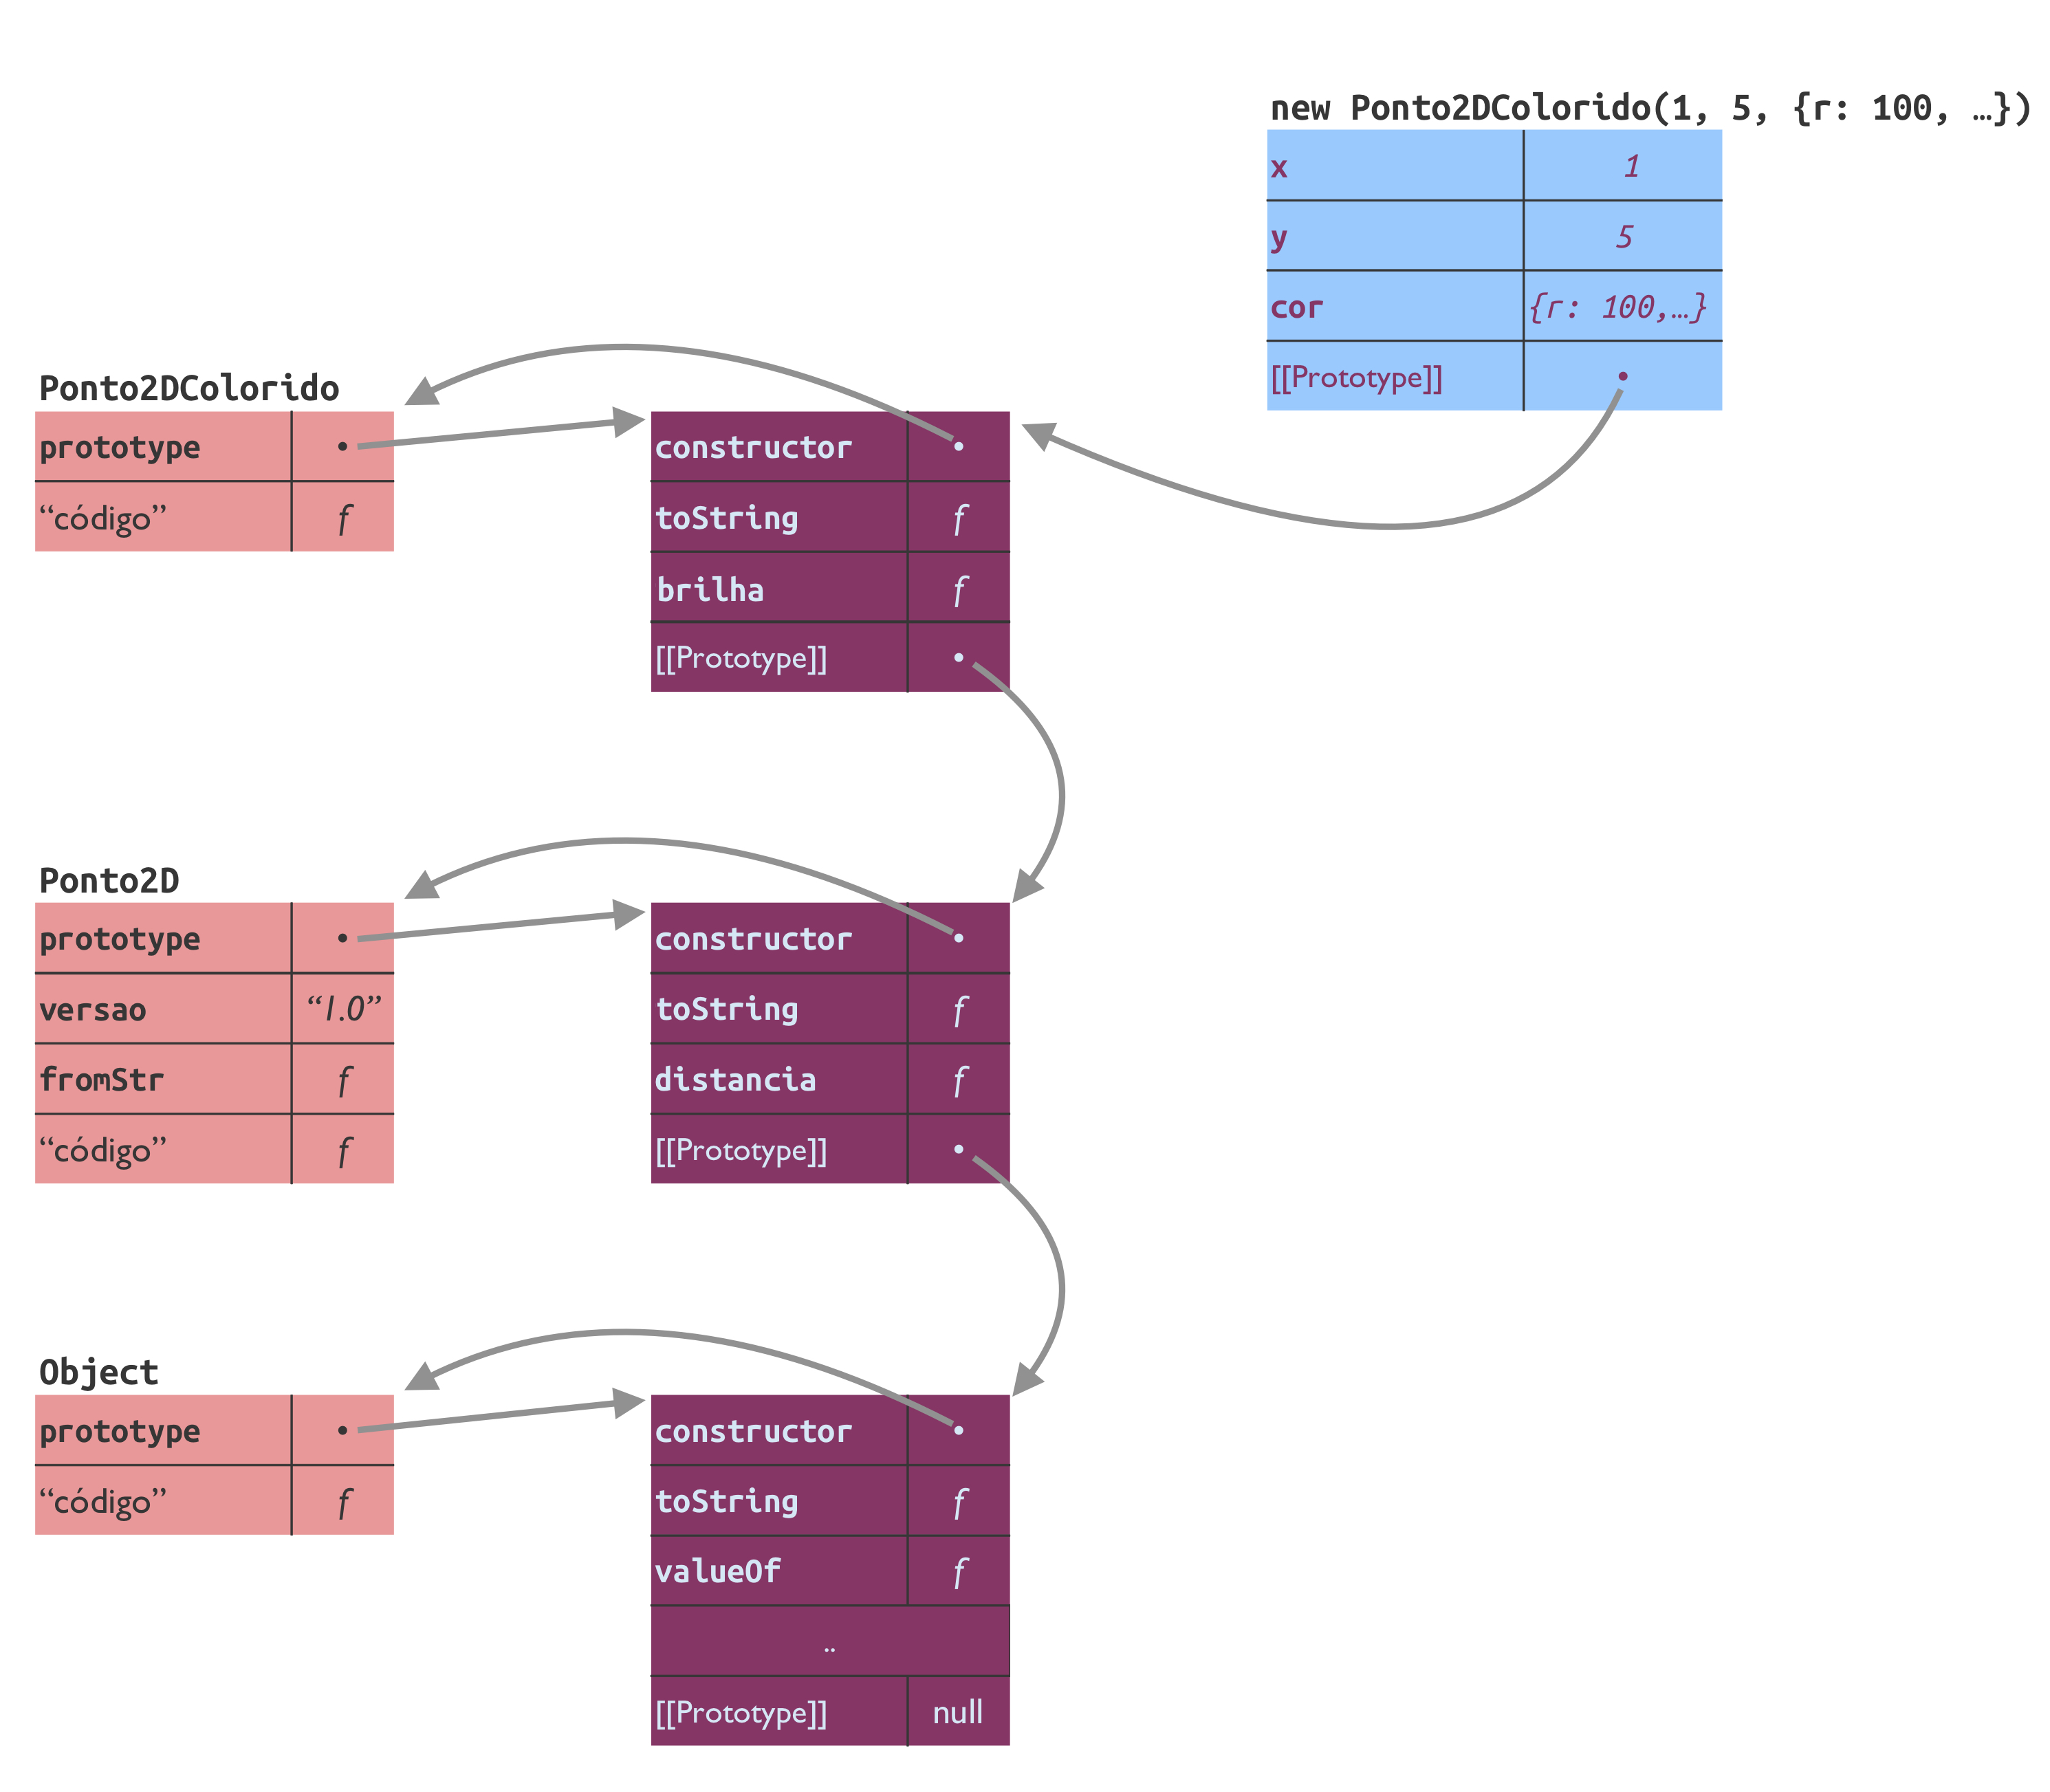 new Ponto2DColorido(1, 5, {r: 100, …})
x 1
y 5
cor {r: 100,…}
[[Prototype]] •
Ponto2DColorido
prototype •
“código” f
constructor •
toString f
brilha f
[[Prototype]] •
Ponto2D
prototype •
versao “1.0”
fromStr f
“código” f
constructor •
toString f
distancia f
[[Prototype]] •
Object
prototype •
“código” f
constructor •
toString f
valueOf f
..
[[Prototype]] null